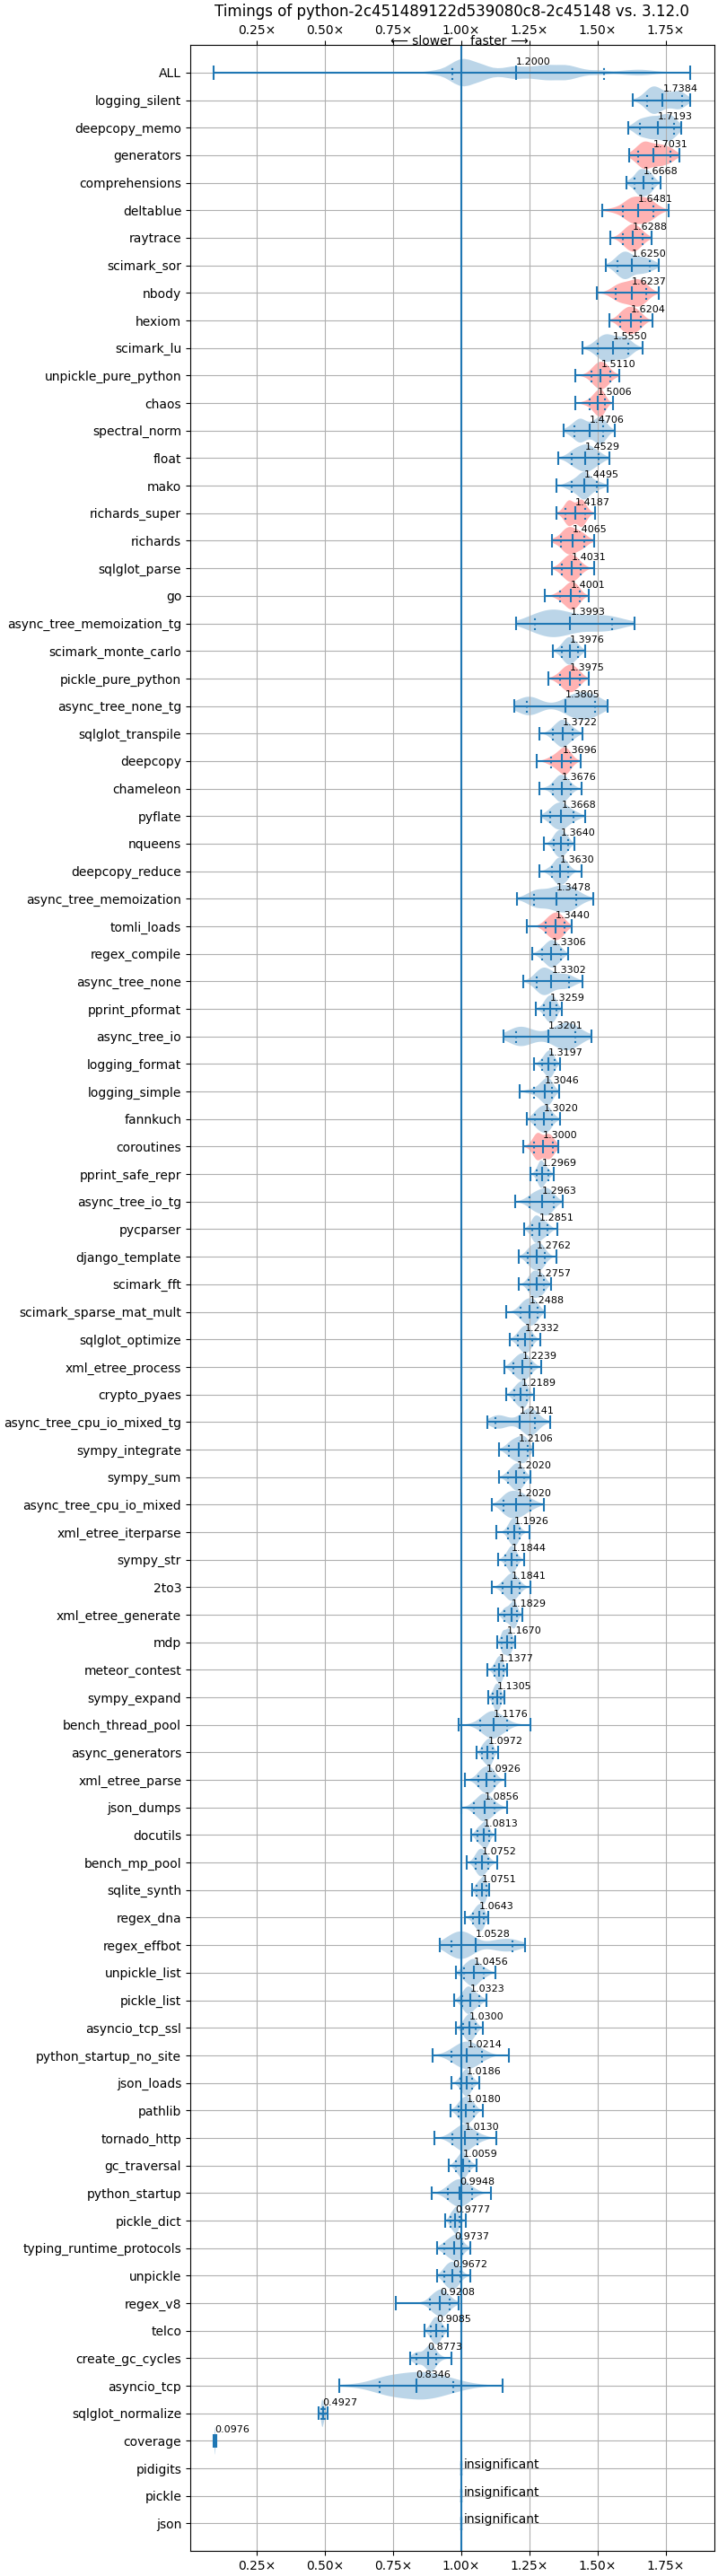 Timings of python-2c451489122d539080c8-2c45148 vs. 3.12.0
0.25× 0.50× 0.75× 1.00× 1.25× 1.50× 1.75×
⟵ slower faster ⟶
ALL 1.2000
logging_silent 1.7384
deepcopy_memo 1.7193
generators 1.7031
comprehensions 1.6668
deltablue 1.6481
raytrace 1.6288
scimark_sor 1.6250
nbody 1.6237
hexiom 1.6204
scimark_lu 1.5550
unpickle_pure_python 1.5110
chaos 1.5006
spectral_norm 1.4706
float 1.4529
mako 1.4495
richards_super 1.4187
richards 1.4065
sqlglot_parse 1.4031
go 1.4001
async_tree_memoization_tg 1.3993
scimark_monte_carlo 1.3976
pickle_pure_python 1.3975
async_tree_none_tg 1.3805
sqlglot_transpile 1.3722
deepcopy 1.3696
chameleon 1.3676
pyflate 1.3668
nqueens 1.3640
deepcopy_reduce 1.3630
async_tree_memoization 1.3478
tomli_loads 1.3440
regex_compile 1.3306
async_tree_none 1.3302
pprint_pformat 1.3259
async_tree_io 1.3201
logging_format 1.3197
logging_simple 1.3046
fannkuch 1.3020
coroutines 1.3000
pprint_safe_repr 1.2969
async_tree_io_tg 1.2963
pycparser 1.2851
django_template 1.2762
scimark_fft 1.2757
scimark_sparse_mat_mult 1.2488
sqlglot_optimize 1.2332
xml_etree_process 1.2239
crypto_pyaes 1.2189
async_tree_cpu_io_mixed_tg 1.2141
sympy_integrate 1.2106
sympy_sum 1.2020
async_tree_cpu_io_mixed 1.2020
xml_etree_iterparse 1.1926
sympy_str 1.1844
2to3 1.1841
xml_etree_generate 1.1829
mdp 1.1670
meteor_contest 1.1377
sympy_expand 1.1305
bench_thread_pool 1.1176
async_generators 1.0972
xml_etree_parse 1.0926
json_dumps 1.0856
docutils 1.0813
bench_mp_pool 1.0752
sqlite_synth 1.0751
regex_dna 1.0643
regex_effbot 1.0528
unpickle_list 1.0456
pickle_list 1.0323
asyncio_tcp_ssl 1.0300
python_startup_no_site 1.0214
json_loads 1.0186
pathlib 1.0180
tornado_http 1.0130
gc_traversal 1.0059
python_startup 0.9948
pickle_dict 0.9777
typing_runtime_protocols 0.9737
unpickle 0.9672
regex_v8 0.9208
telco 0.9085
create_gc_cycles 0.8773
asyncio_tcp 0.8346
sqlglot_normalize 0.4927
coverage 0.0976
pidigits insignificant
pickle insignificant
json insignificant
0.25× 0.50× 0.75× 1.00× 1.25× 1.50× 1.75×